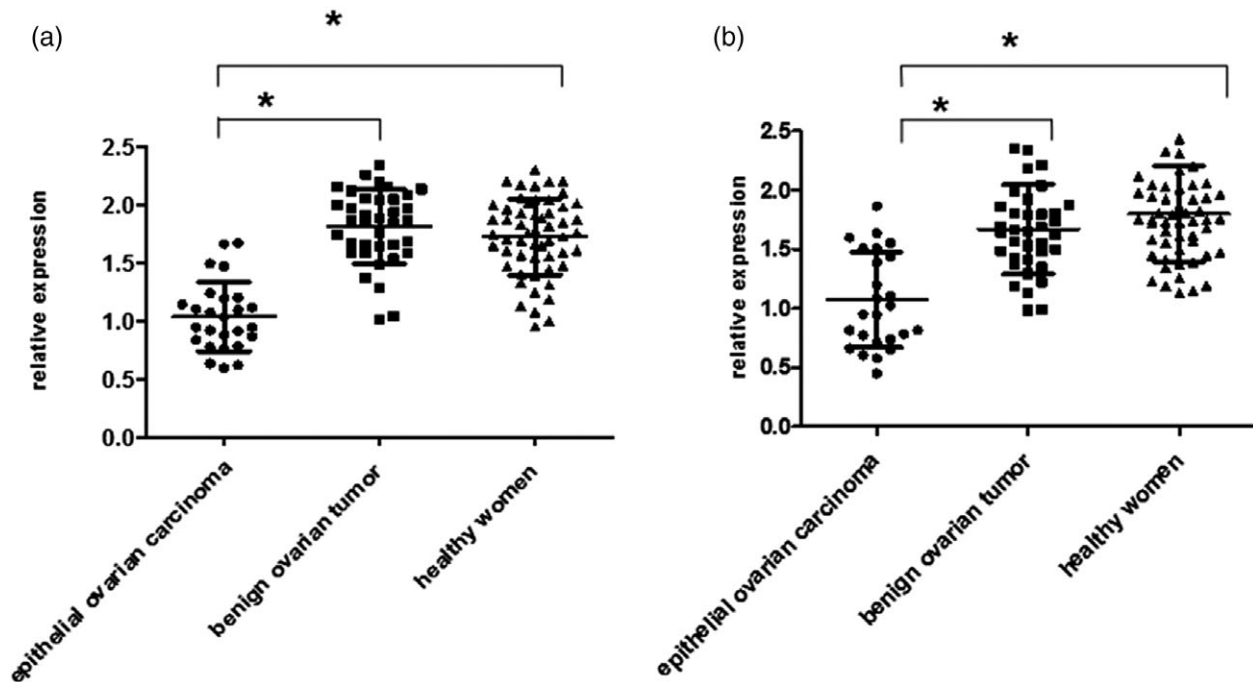 (a)
*
*
2.5
2.0
1.5
1.0
0.5
0.0
relative expression
epithelial ovarian carcinoma
benign ovarian tumor
healthy women
(b)
*
*
2.5
2.0
1.5
1.0
0.5
0.0
relative expression
epithelial ovarian carcinoma
benign ovarian tumor
healthy women